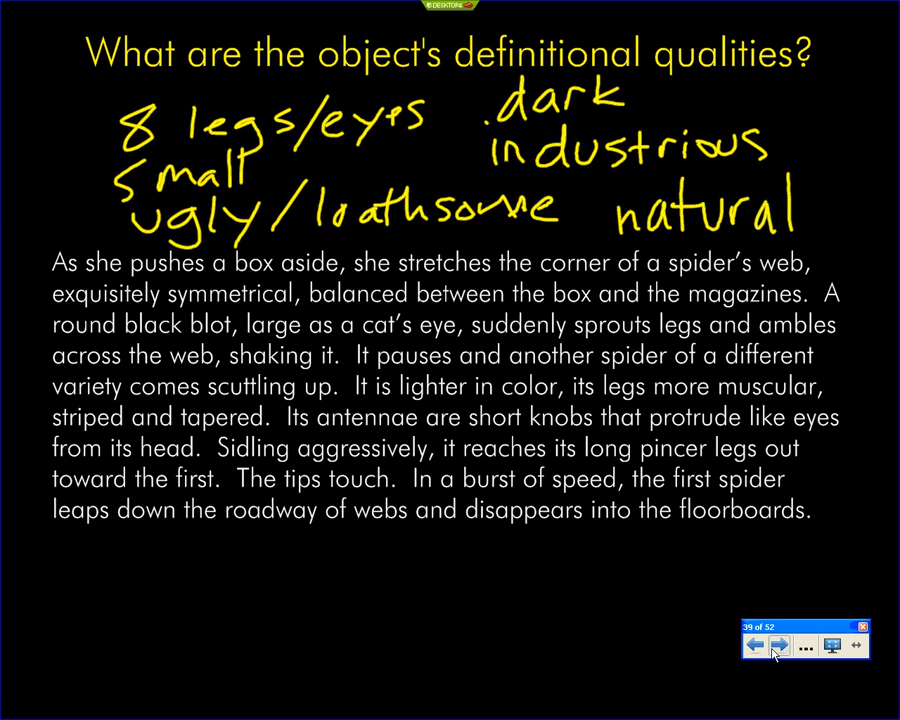 DESKTOP4
What are the object's definitional qualities?
8 legs/eyes
.dark
small
industrious
ugly/loathsome
natural
As she pushes a box aside, she stretches the corner of a spider's web,
exquisitely symmetrical, balanced between the box and the magazines.  A
round black blot, large as a cat's eye, suddenly sprouts legs and ambles
across the web, shaking it.  It pauses and another spider of a different
variety comes scuttling up.  It is lighter in color, its legs more muscular,
striped and tapered.  Its antennae are short knobs that protrude like eyes
from its head.  Sidling aggressively, it reaches its long pincer legs out
toward the first.  The tips touch.  In a burst of speed, the first spider
leaps down the roadway of webs and disappears into the floorboards.
39 of 52